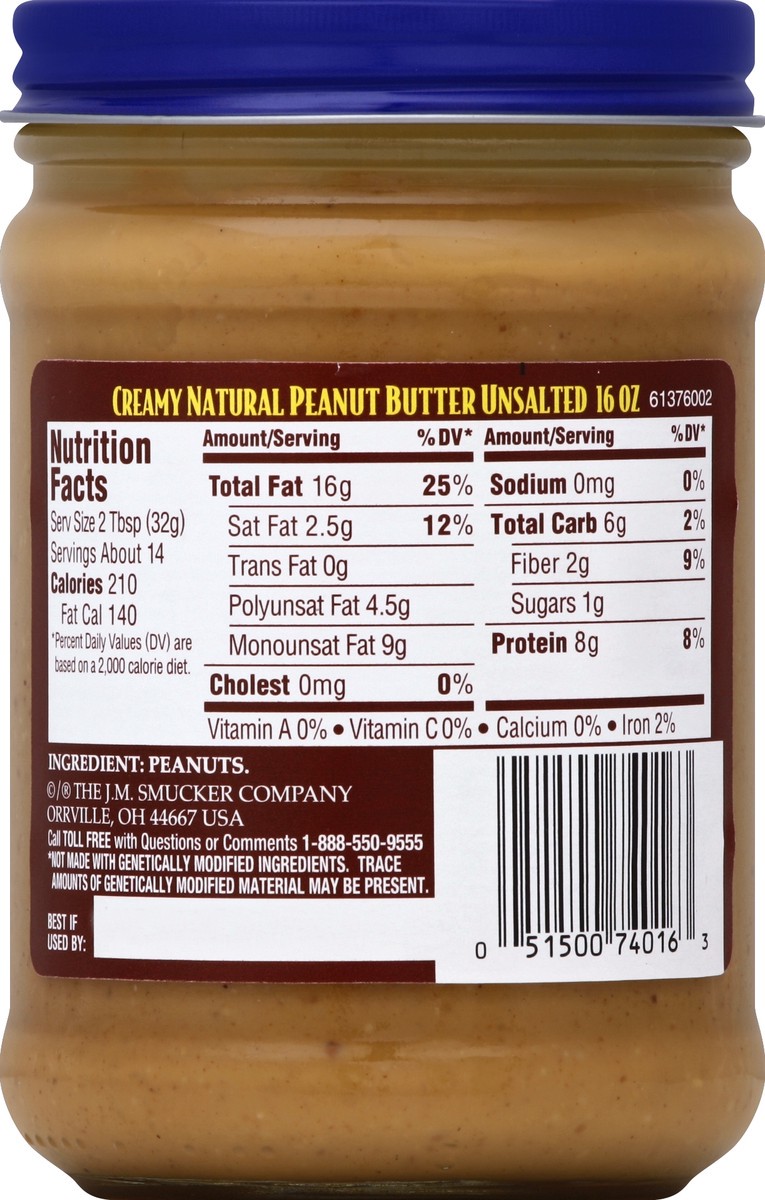 CREAMY NATURAL PEANUT BUTTER UNSALTED 16 OZ 61376002
Nutrition
Facts
Serv Size 2 Tbsp (32g)
Servings About 14
Calories 210
Fat Cal 140
*Percent Daily Values (DV) are
based on a 2,000 calorie diet.
Amount/Serving %DV*
Total Fat 16g 25%
Sat Fat 2.5g 12%
Trans Fat 0g
Polyunsat Fat 4.5g
Monounsat Fat 9g
Cholest 0mg 0%
Amount/Serving %DV*
Sodium 0mg 0%
Total Carb 6g 2%
Fiber 2g 9%
Sugars 1g
Protein 8g 8%
Vitamin A 0% • Vitamin C 0% • Calcium 0% • Iron 2%
INGREDIENT: PEANUTS.
©/® THE J.M. SMUCKER COMPANY
ORRVILLE, OH 44667 USA
Call TOLL FREE with Questions or Comments 1-888-550-9555
*NOT MADE WITH GENETICALLY MODIFIED INGREDIENTS. TRACE
AMOUNTS OF GENETICALLY MODIFIED MATERIAL MAY BE PRESENT.
BEST IF
USED BY:
0 51500 74016 3